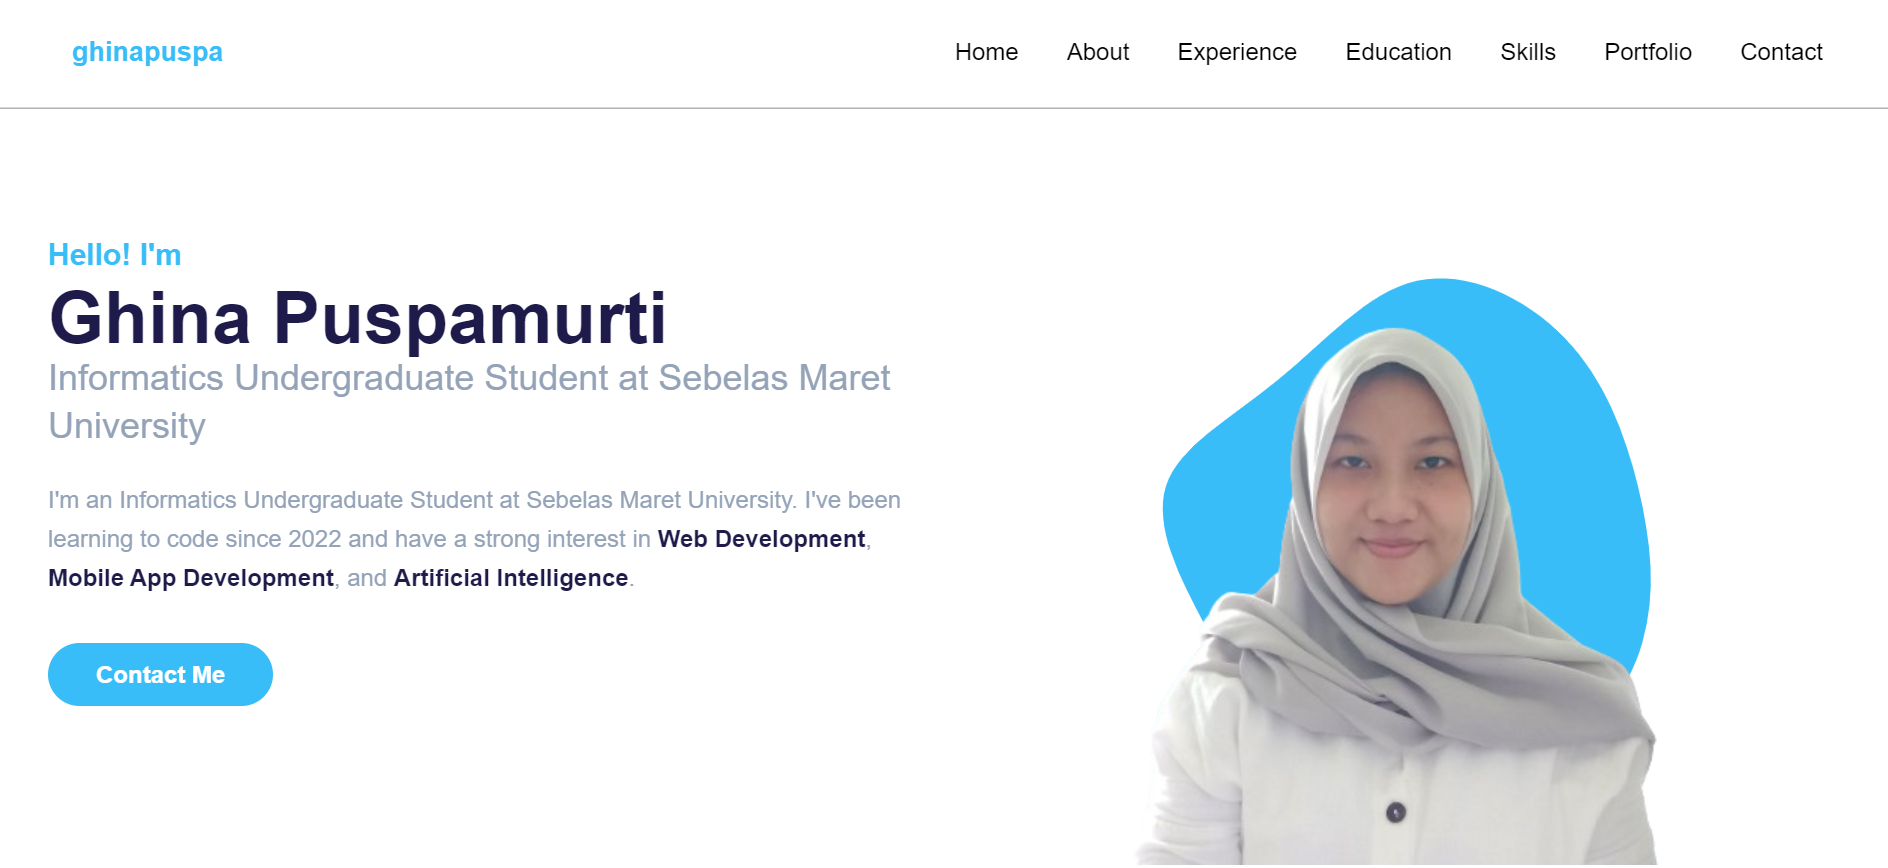 ghinapuspa
Home About Experience Education Skills Portfolio Contact
Hello! I'm
Ghina Puspamurti
Informatics Undergraduate Student at Sebelas Maret
University
I'm an Informatics Undergraduate Student at Sebelas Maret University. I've been
learning to code since 2022 and have a strong interest in Web Development,
Mobile App Development, and Artificial Intelligence.
Contact Me